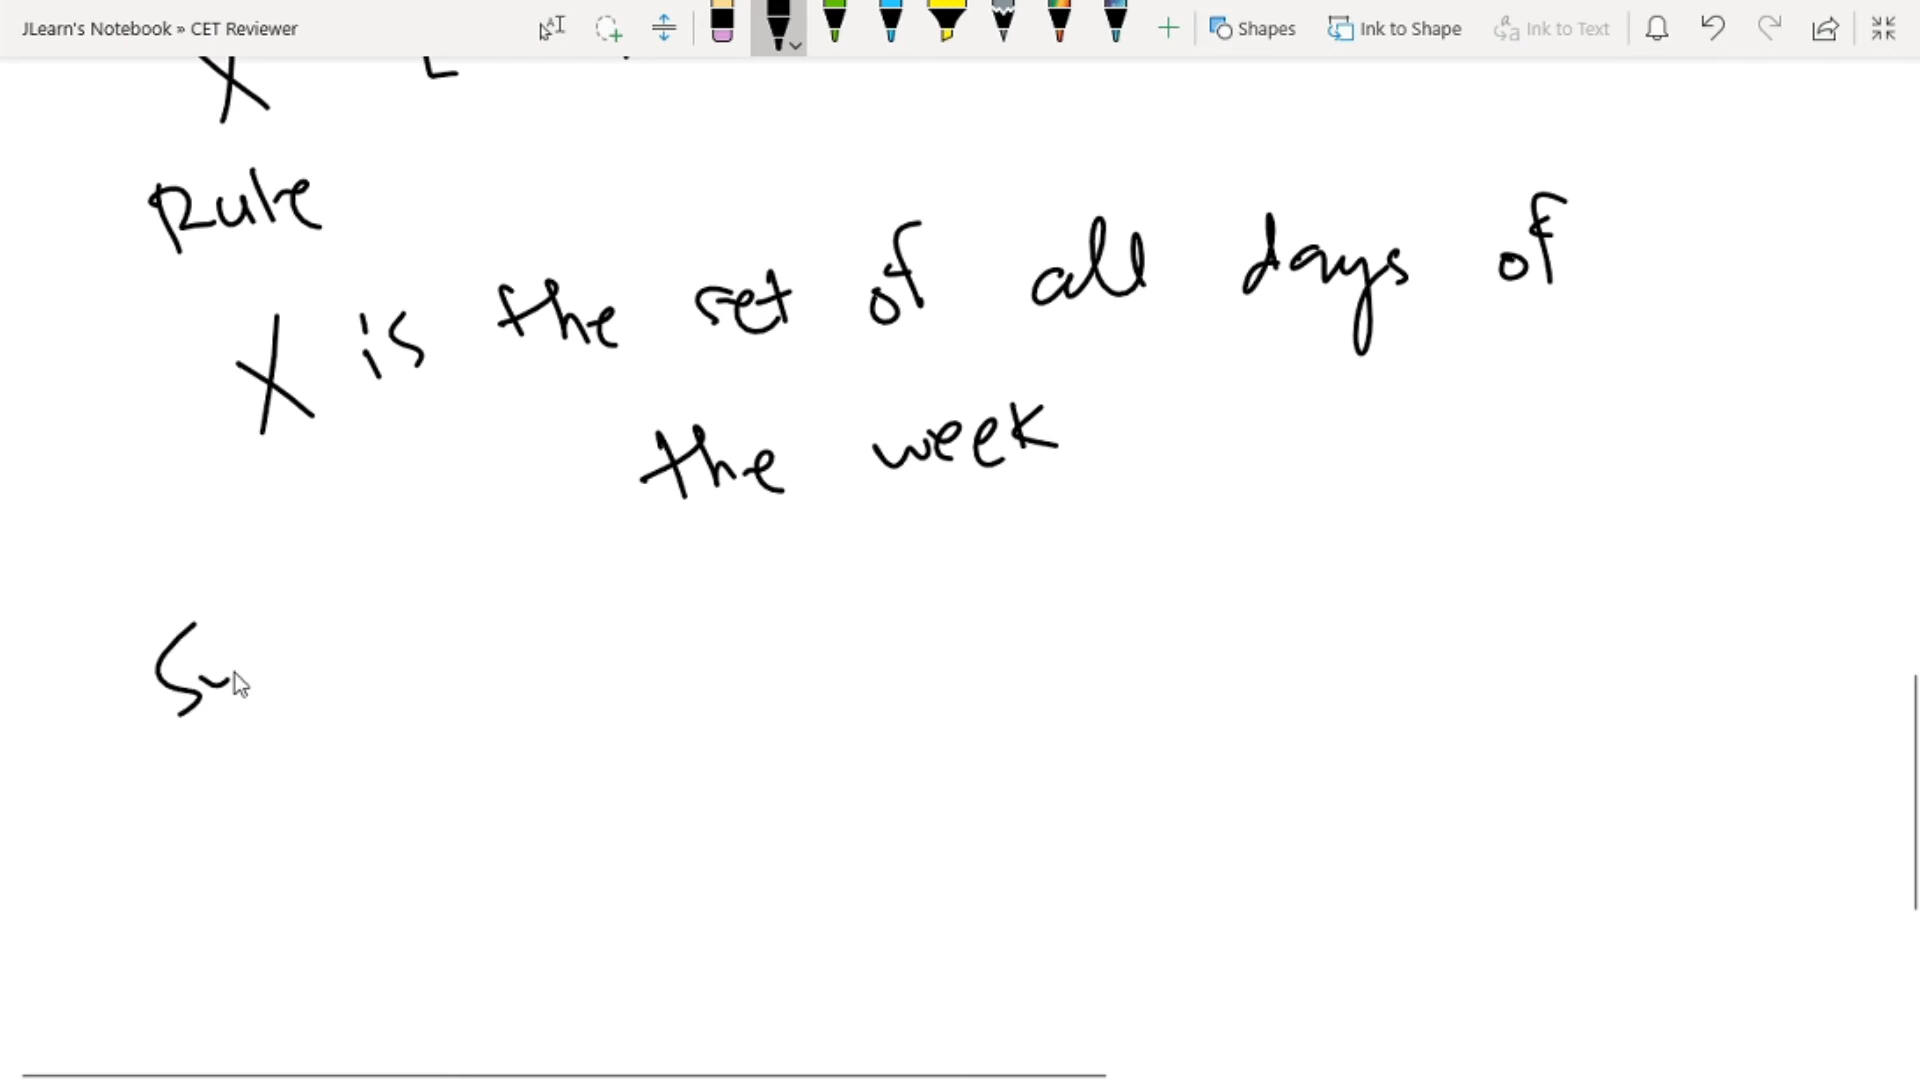 JLearn's Notebook » CET Reviewer Shapes Ink to Shape Ink to Text
X
Rule
X is the set of all days of
the week
Su